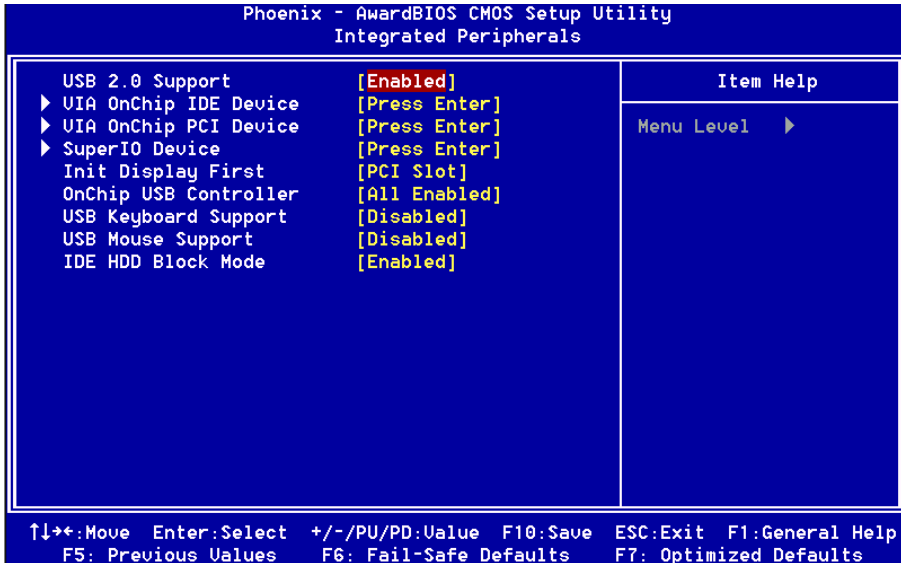 Phoenix - AwardBIOS CMOS Setup Utility
Integrated Peripherals
USB 2.0 Support [Enabled]
VIA OnChip IDE Device [Press Enter]
VIA OnChip PCI Device [Press Enter]
SuperIO Device [Press Enter]
Init Display First [PCI Slot]
OnChip USB Controller [All Enabled]
USB Keyboard Support [Disabled]
USB Mouse Support [Disabled]
IDE HDD Block Mode [Enabled]
Item Help
Menu Level
↑↓→←:Move Enter:Select +/-/PU/PD:Value F10:Save ESC:Exit F1:General Help
F5: Previous Values F6: Fail-Safe Defaults F7: Optimized Defaults